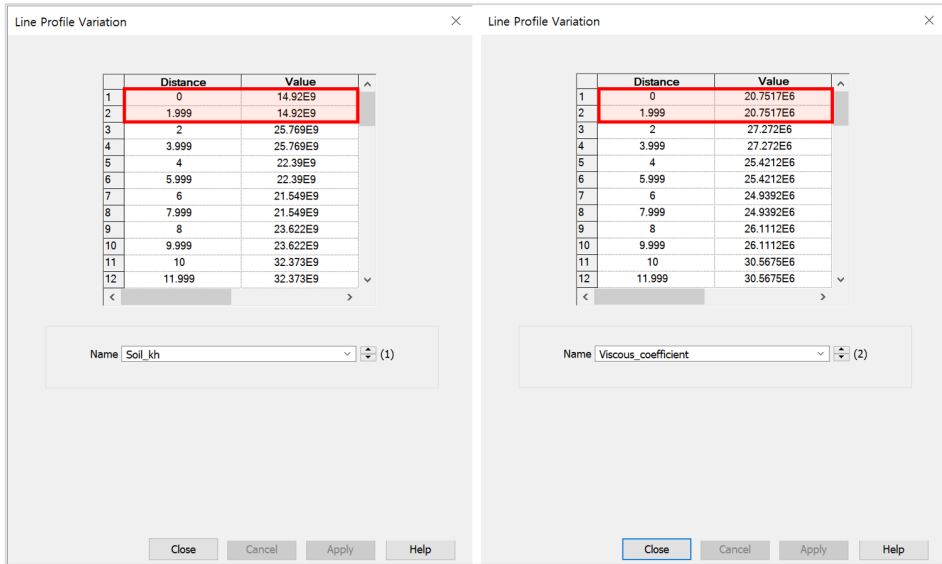 Line Profile Variation
Distance Value
1 0 14.92E9
2 1.999 14.92E9
3 2 25.769E9
4 3.999 25.769E9
5 4 22.39E9
6 5.999 22.39E9
7 6 21.549E9
8 7.999 21.549E9
9 8 23.622E9
10 9.999 23.622E9
11 10 32.373E9
12 11.999 32.373E9
Name Soil_kh (1)
Close Cancel Apply Help
Line Profile Variation
Distance Value
1 0 20.7517E6
2 1.999 20.7517E6
3 2 27.272E6
4 3.999 27.272E6
5 4 25.4212E6
6 5.999 25.4212E6
7 6 24.9392E6
8 7.999 24.9392E6
9 8 26.1112E6
10 9.999 26.1112E6
11 10 30.5675E6
12 11.999 30.5675E6
Name Viscous_coefficient (2)
Close Cancel Apply Help